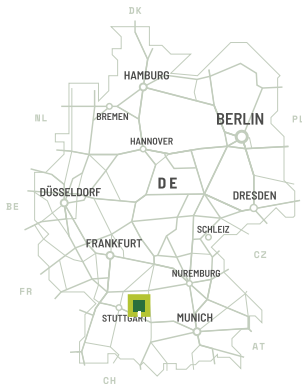 DK
HAMBURG
BREMEN
NL
BERLIN
HANNOVER
DE
DÜSSELDORF
DRESDEN
BE
SCHLEIZ
FRANKFURT
CZ
NUREMBURG
FR
STUTTGART
MUNICH
AT
CH